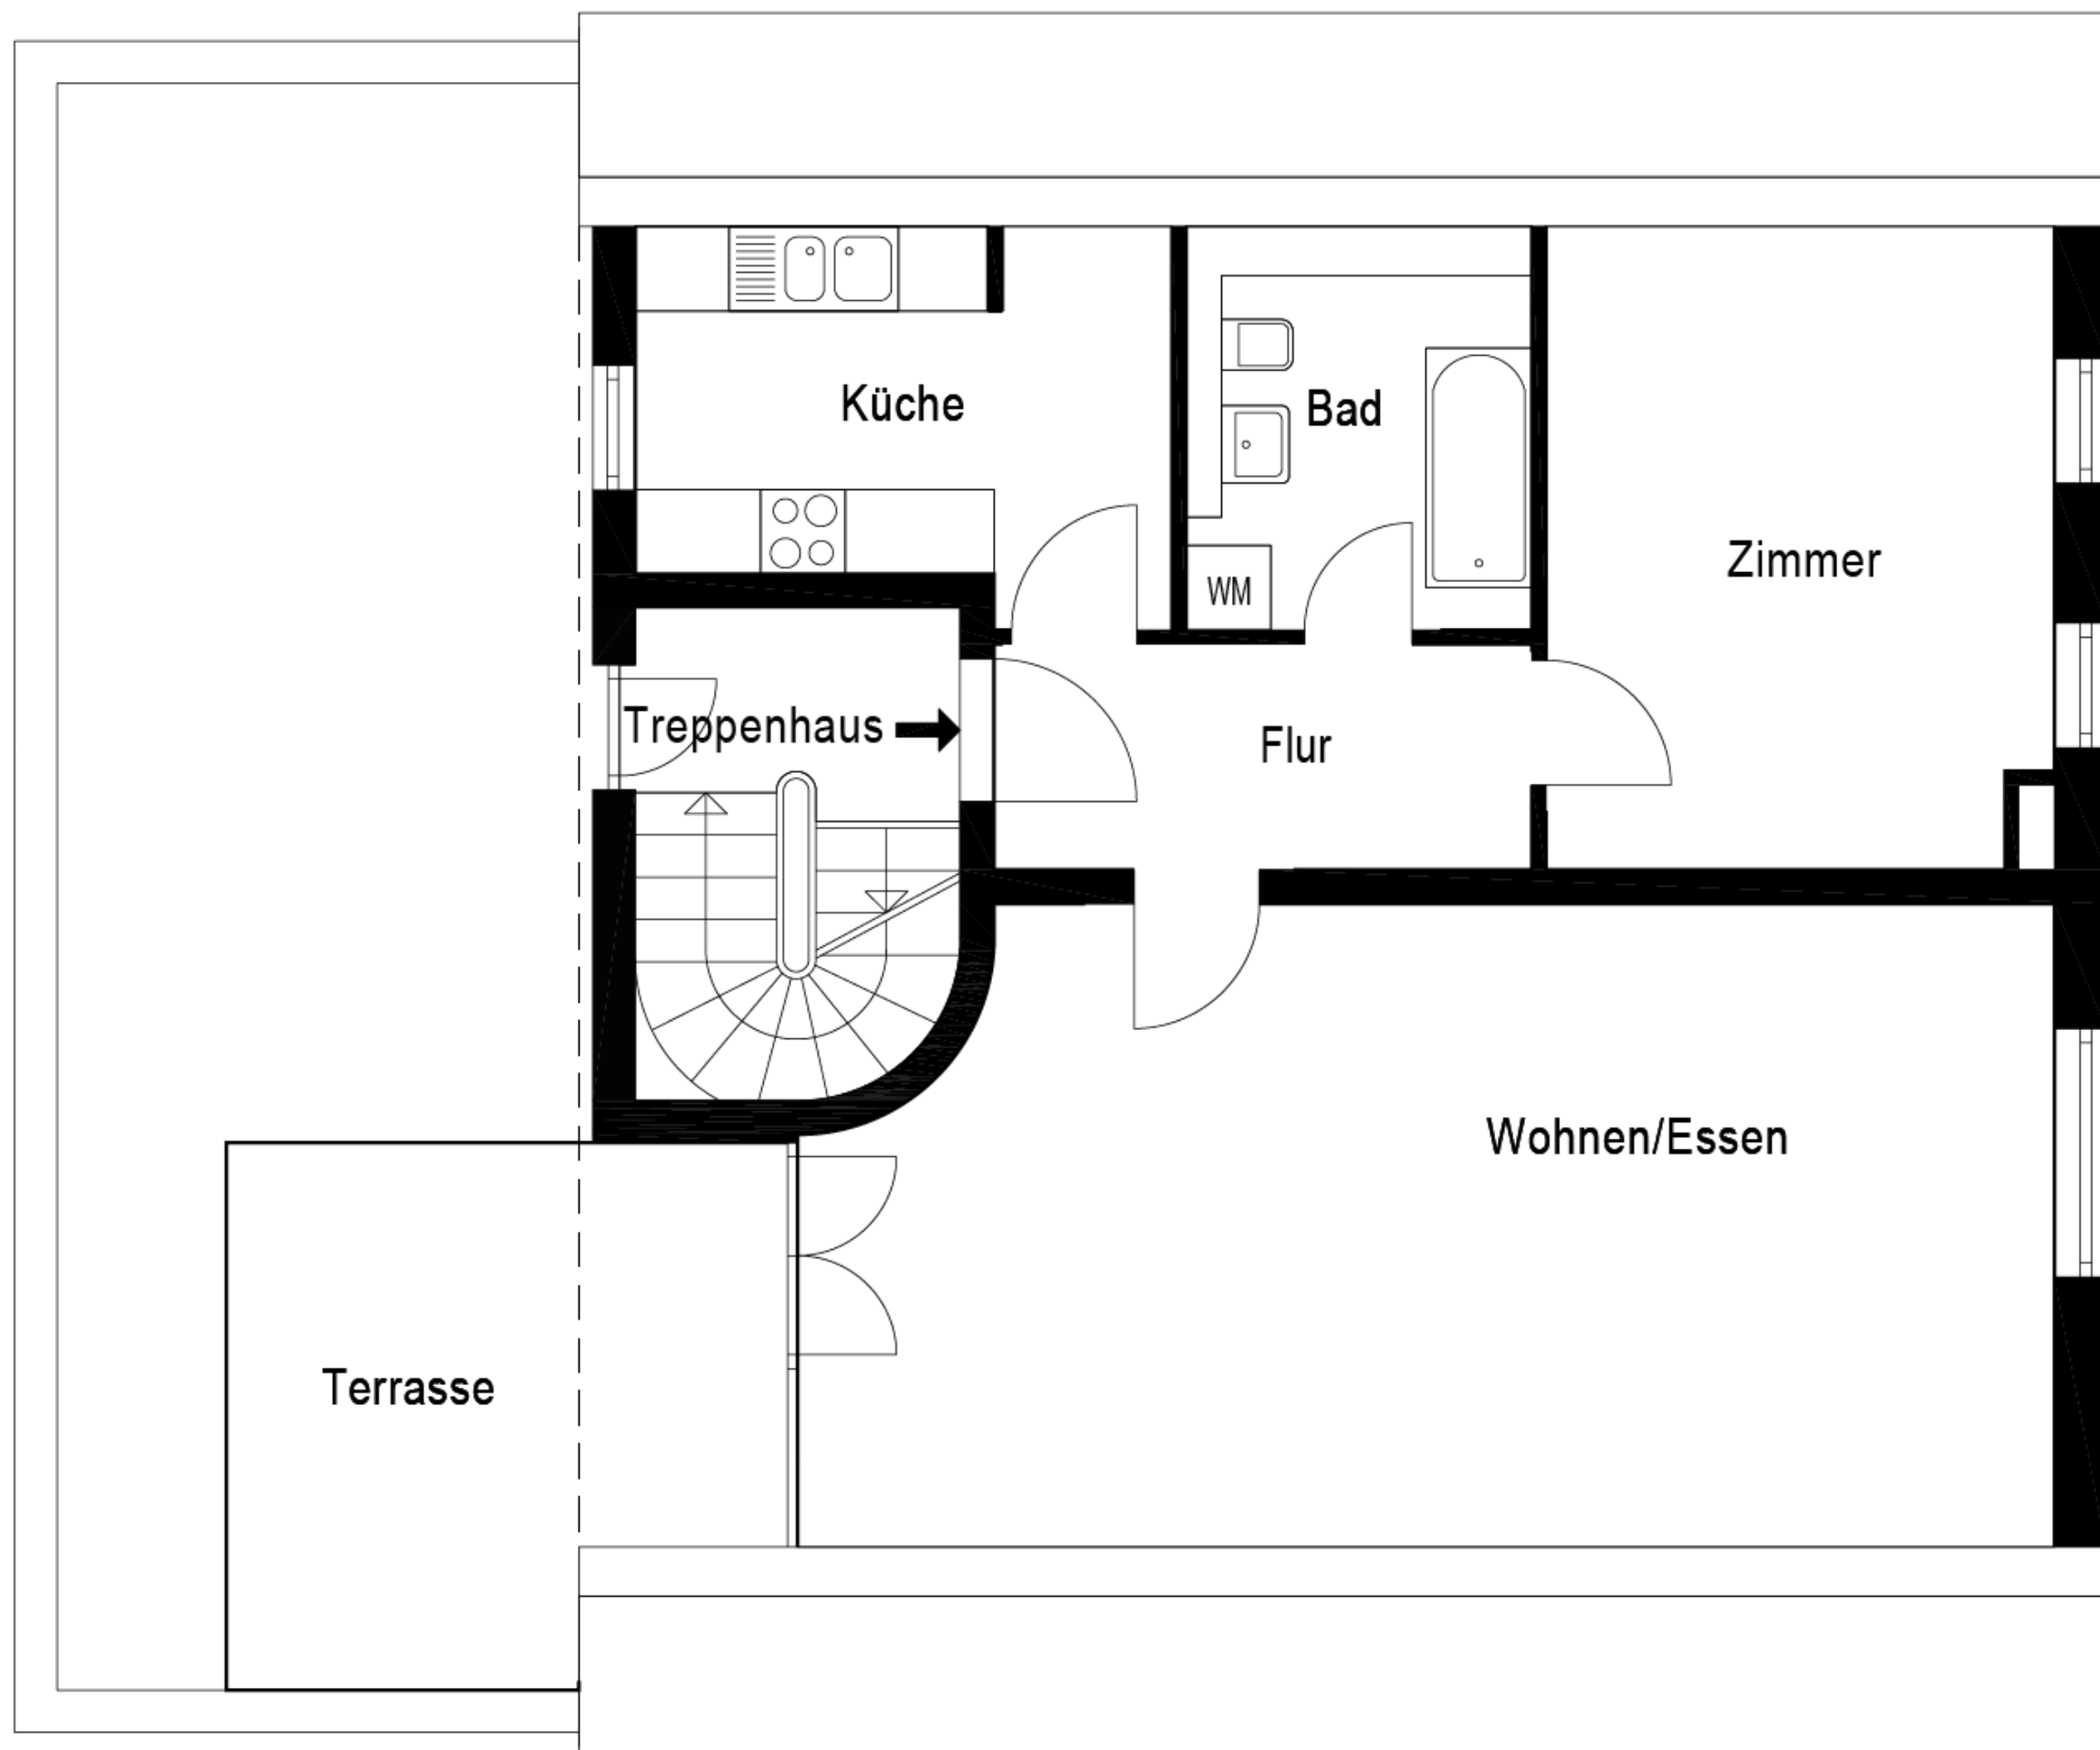 Küche
Bad
Zimmer
WM
Treppenhaus
Flur
Wohnen/Essen
Terrasse